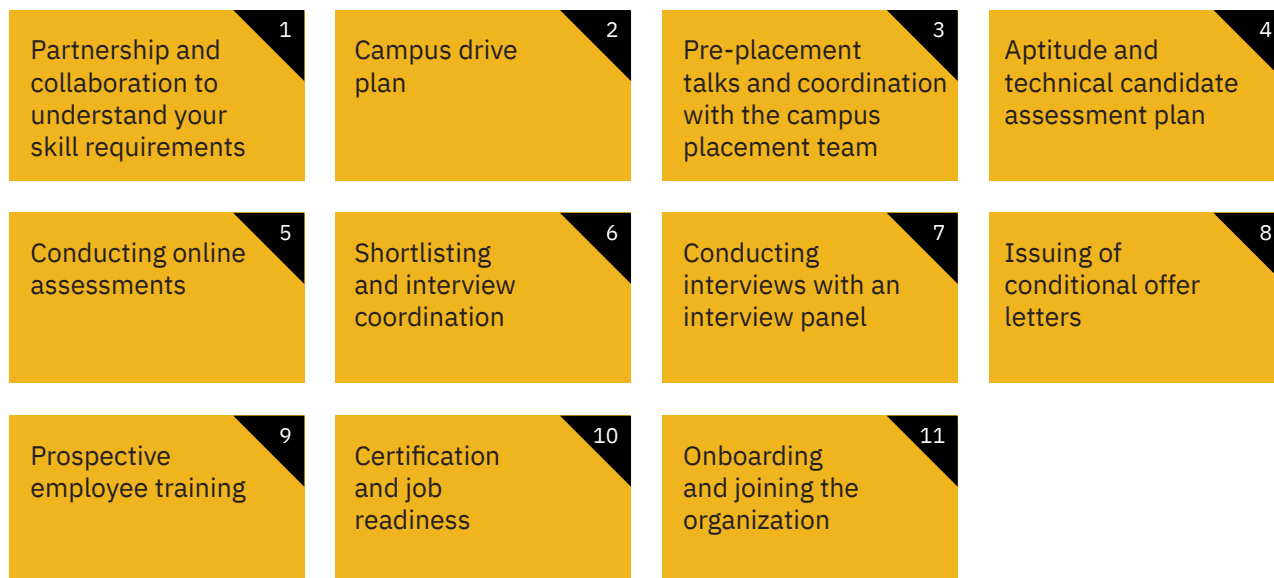 1
Partnership and
collaboration to
understand your
skill requirements
2
Campus drive
plan
3
Pre-placement
talks and coordination
with the campus
placement team
4
Aptitude and
technical candidate
assessment plan
5
Conducting online
assessments
6
Shortlisting
and interview
coordination
7
Conducting
interviews with an
interview panel
8
Issuing of
conditional offer
letters
9
Prospective
employee training
10
Certification
and job
readiness
11
Onboarding
and joining the
organization